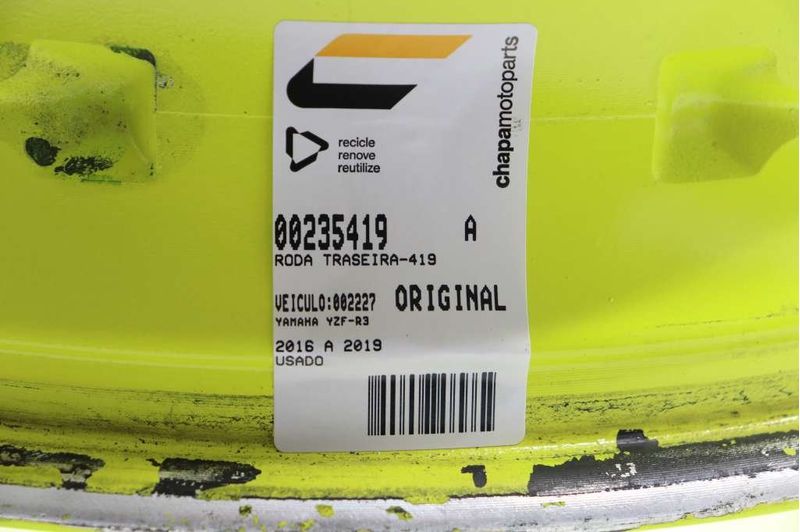 chapamotoparts
recicle
renove
reutilize
00235419 A
RODA TRASEIRA-419
VEICULO:002227 ORIGINAL
YAMAHA YZF-R3
2016 A 2019
USADO